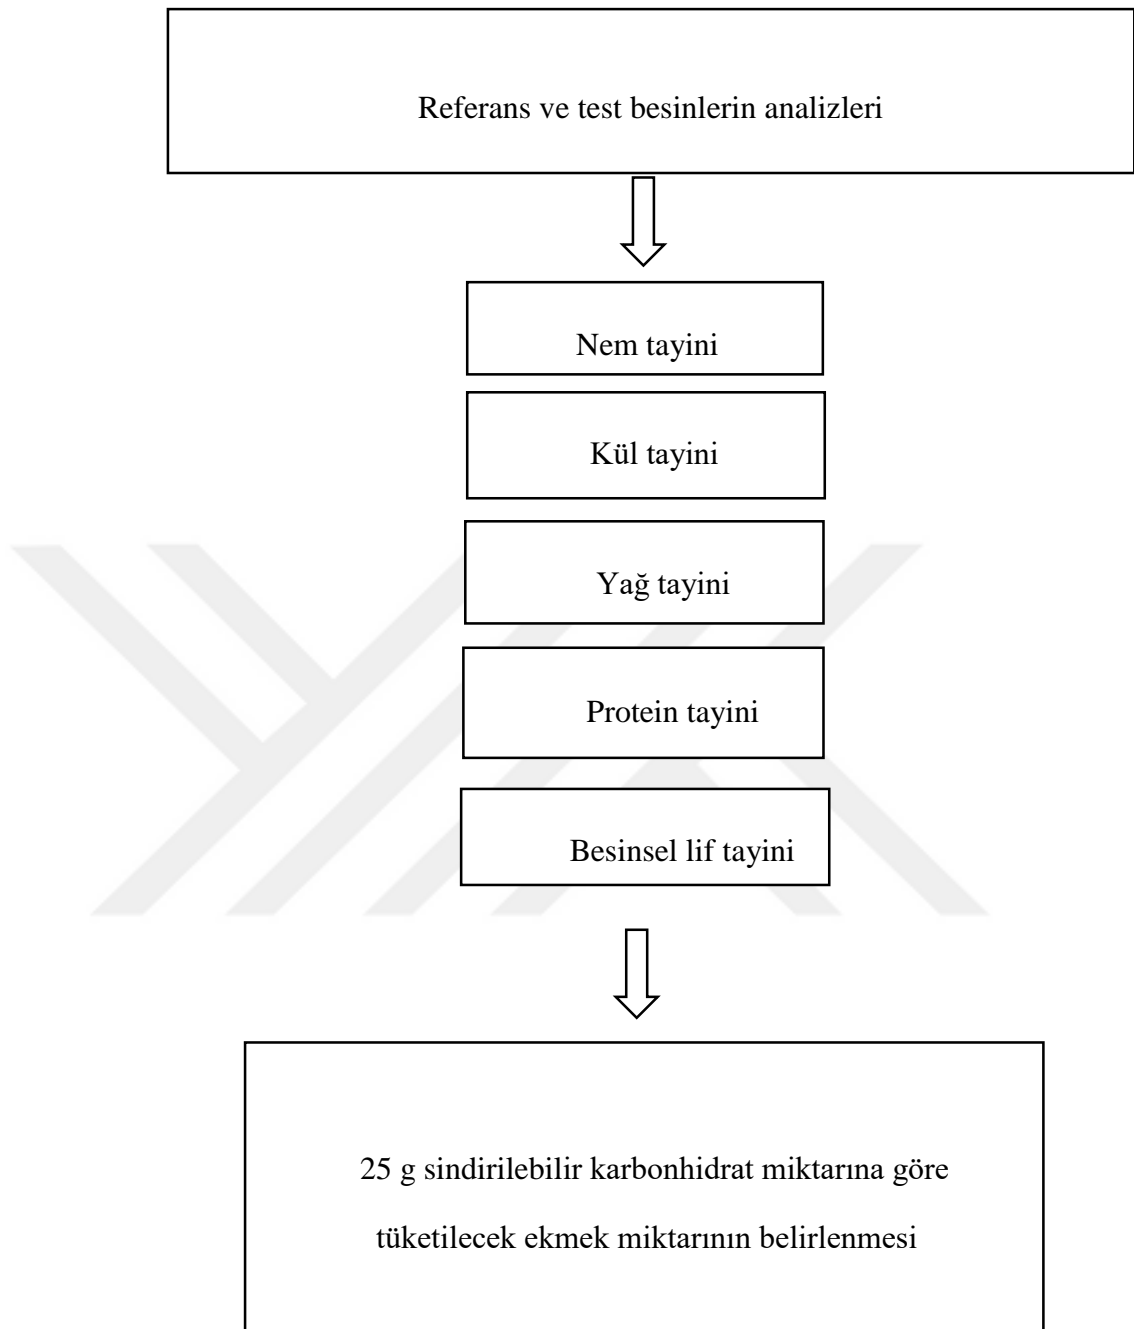 Referans ve test besinlerin analizleri
Nem tayini
Kül tayini
Yağ tayini
Protein tayini
Besinsel lif tayini
25 g sindirilebilir karbonhidrat miktarına göre
tüketilecek ekmek miktarının belirlenmesi